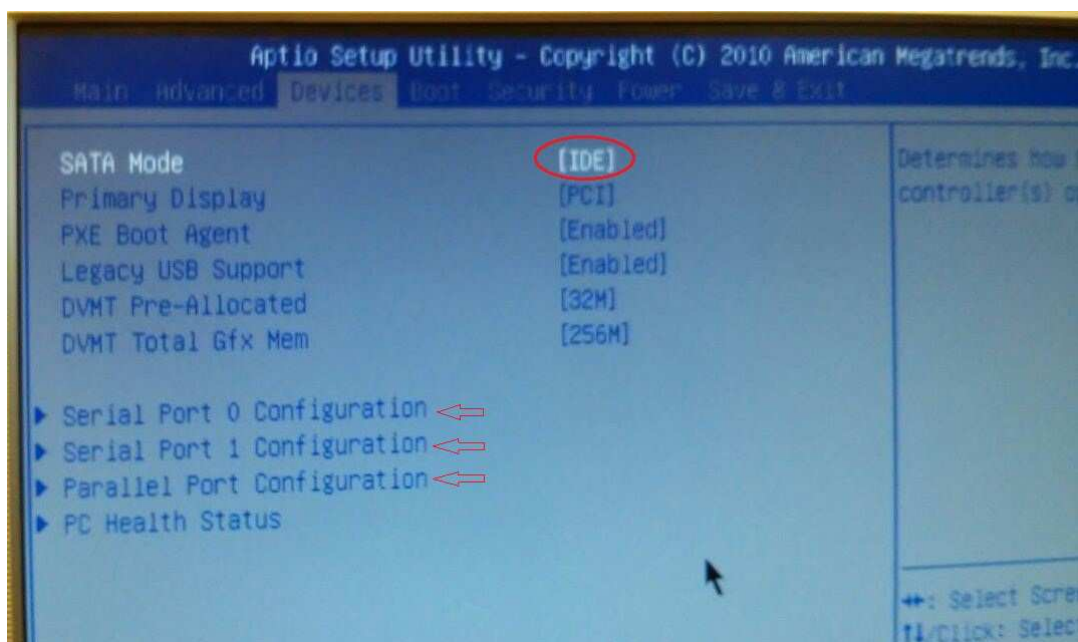 Aptio Setup Utility - Copyright (C) 2010 American Megatrends, Inc.
Main Advanced Devices Boot Security Power Save & Exit
SATA Mode [IDE]
Primary Display [PCI]
PXE Boot Agent [Enabled]
Legacy USB Support [Enabled]
DVMT Pre-Allocated [32M]
DVMT Total Gfx Mem [256M]
Determines how
controller(s)
Serial Port 0 Configuration
Serial Port 1 Configuration
Parallel Port Configuration
PC Health Status
: Select Scre
/Click: Selec